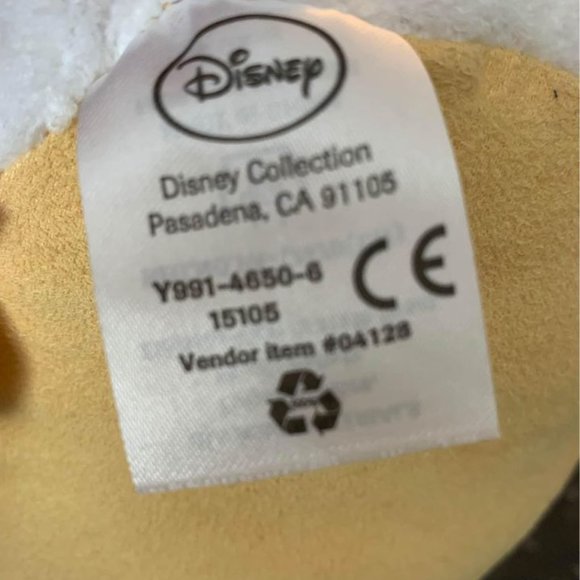 Disney
Disney Collection
Pasadena, CA 91105
Y991-4650-6
15105
Vendor item #04128
CE